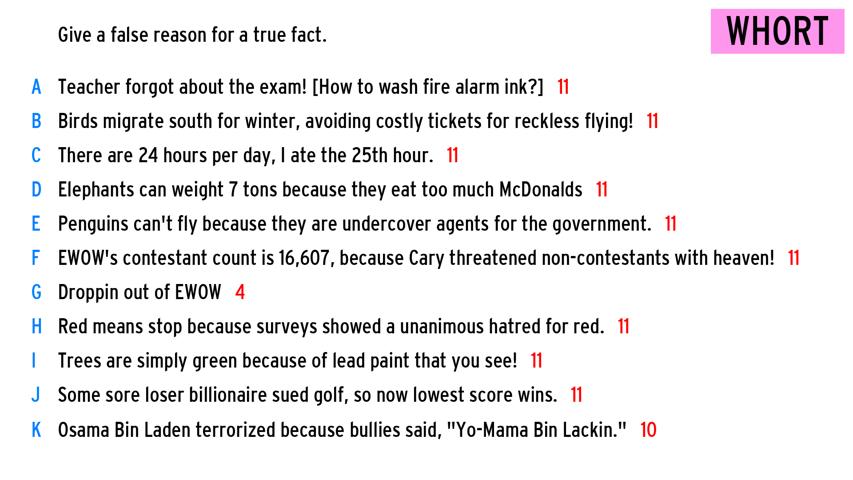 Give a false reason for a true fact.
WHORT
A Teacher forgot about the exam! [How to wash fire alarm ink?] 11
B Birds migrate south for winter, avoiding costly tickets for reckless flying! 11
C There are 24 hours per day, I ate the 25th hour. 11
D Elephants can weight 7 tons because they eat too much McDonalds 11
E Penguins can't fly because they are undercover agents for the government. 11
F EWOW's contestant count is 16,607, because Cary threatened non-contestants with heaven! 11
G Droppin out of EWOW 4
H Red means stop because surveys showed a unanimous hatred for red. 11
I Trees are simply green because of lead paint that you see! 11
J Some sore loser billionaire sued golf, so now lowest score wins. 11
K Osama Bin Laden terrorized because bullies said, "Yo-Mama Bin Lackin." 10